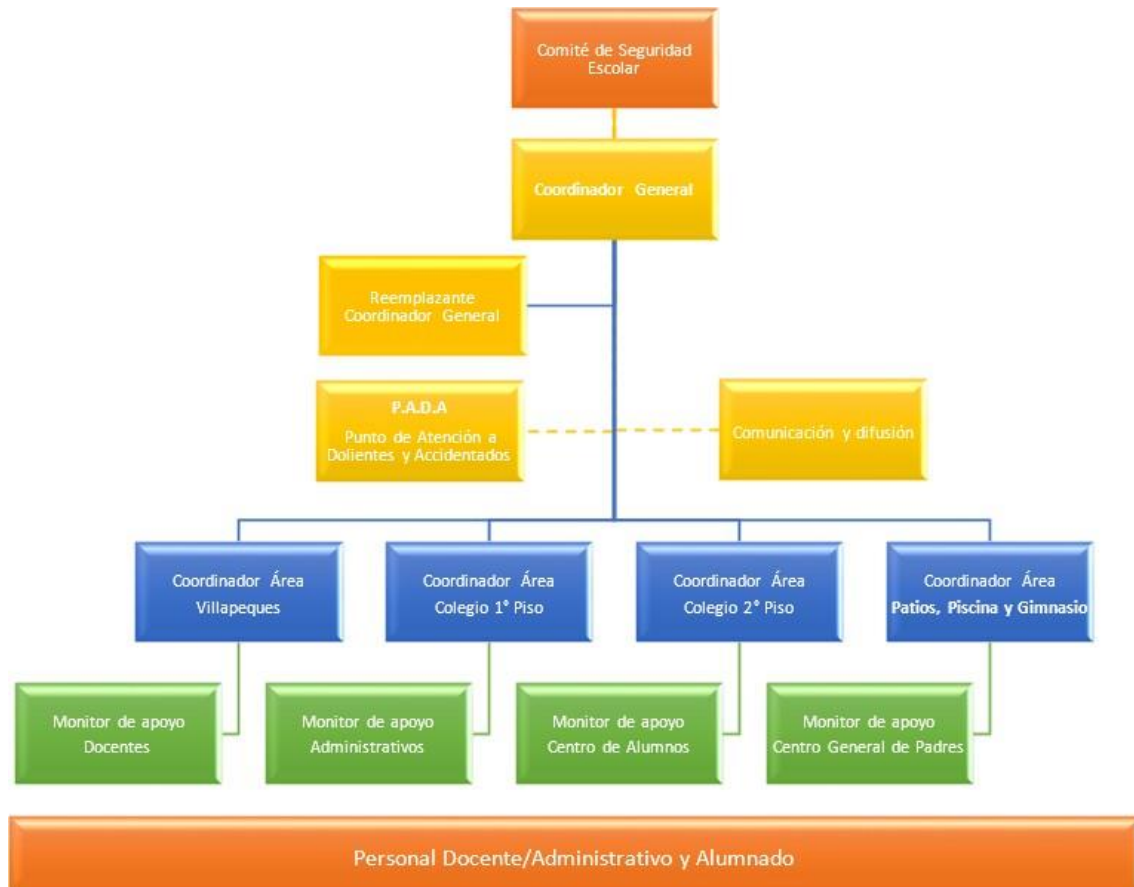 Comité de Seguridad
Escolar
Coordinador General
Reemplazante
Coordinador General
P.A.D.A
Punto de Atención a
Dolientes y Accidentados
Comunicación y difusión
Coordinador Área
Villapeques
Coordinador Área
Colegio 1° Piso
Coordinador Área
Colegio 2° Piso
Coordinador Área
Patios, Piscina y Gimnasio
Monitor de apoyo
Docentes
Monitor de apoyo
Administrativos
Monitor de apoyo
Centro de Alumnos
Monitor de apoyo
Centro General de Padres
Personal Docente/Administrativo y Alumnado